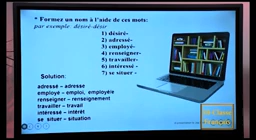 * Formez un nom à l'aide de ces mots:
par exemple: désiré-désir
1) désiré-
2) adressé-
3) employé-
4) renseigner-
5) travailler-
6) intéressé -
7) se situer -
Solution:
adressé – adresse
employé – emploi, employé/e
renseigner – renseignement
travailler – travail
intéressé – intérêt
se situer – situation